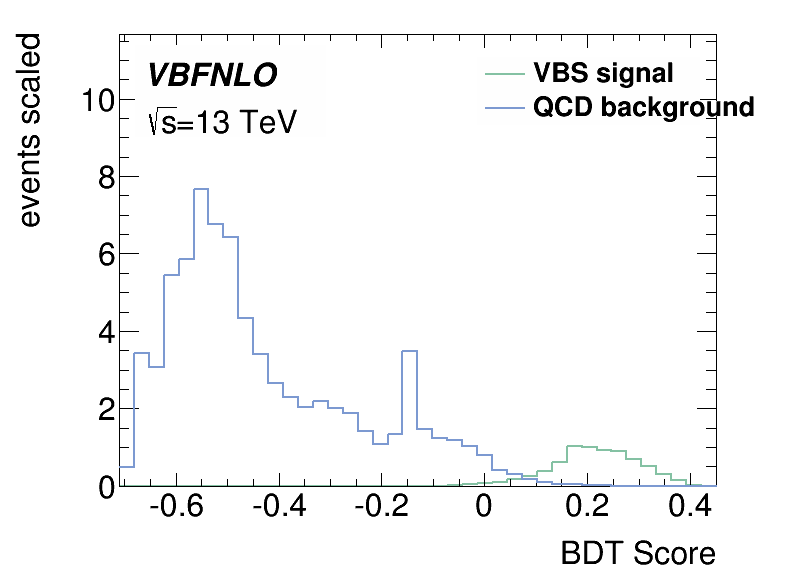 events scaled
VBFNLO
√s=13 TeV
VBS signal
QCD background
10
8
6
4
2
0
-0.6 -0.4 -0.2 0 0.2 0.4
BDT Score